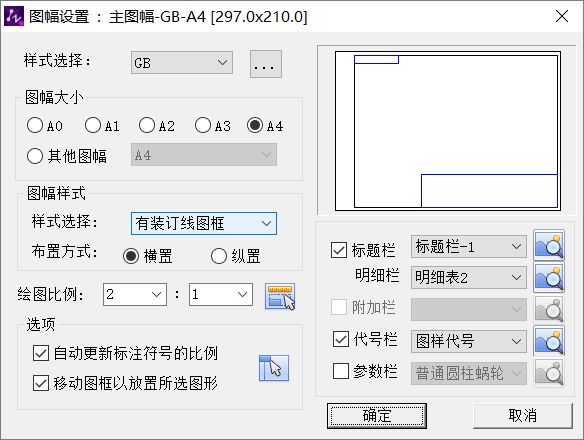 图幅设置 : 主图幅-GB-A4 [297.0x210.0]
样式选择: GB ...
图幅大小
A0 A1 A2 A3 A4
其他图幅 A4
图幅样式
样式选择: 有装订线图框
布置方式: 横置 纵置
绘图比例: 2 : 1
选项
自动更新标注符号的比例
移动图框以放置所选图形
标题栏 标题栏-1
明细栏 明细表2
附加栏
代号栏 图样代号
参数栏 普通圆柱蜗轮
确定 取消